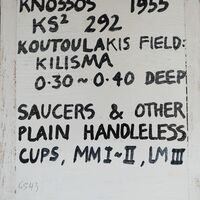 KNOSSOS 1955
KS² 292
KOUTOULAKIS FIELD:
KILISMA
0·30~0·40 DEEP
SAUCERS & OTHER
PLAIN HANDLELESS
CUPS, MM I~II, LM III
6543